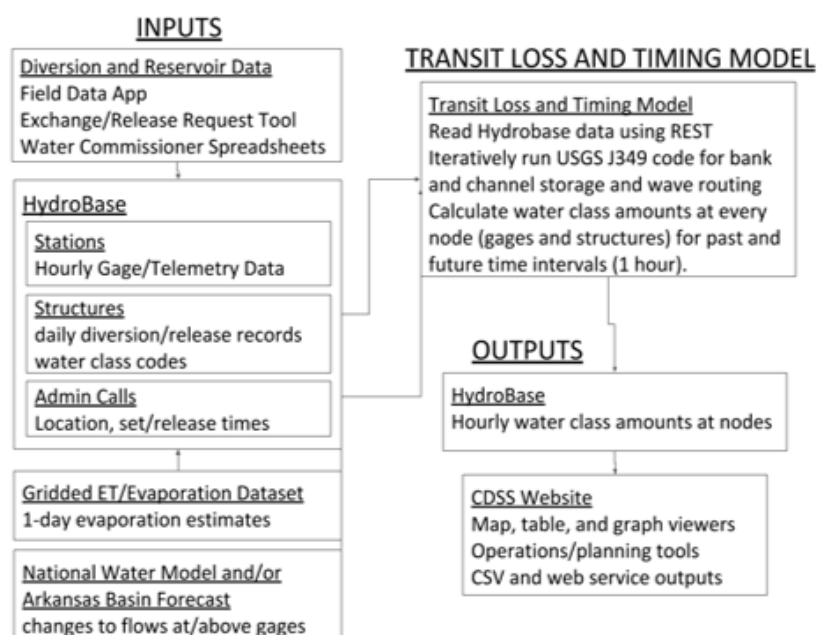 INPUTS
Diversion and Reservoir Data
Field Data App
Exchange/Release Request Tool
Water Commissioner Spreadsheets
HydroBase
Stations
Hourly Gage/Telemetry Data
Structures
daily diversion/release records
water class codes
Admin Calls
Location, set/release times
Gridded ET/Evaporation Dataset
1-day evaporation estimates
National Water Model and/or
Arkansas Basin Forecast
changes to flows at/above gages
TRANSIT LOSS AND TIMING MODEL
Transit Loss and Timing Model
Read Hydrobase data using REST
Iteratively run USGS J349 code for bank
and channel storage and wave routing
Calculate water class amounts at every
node (gages and structures) for past and
future time intervals (1 hour).
OUTPUTS
HydroBase
Hourly water class amounts at nodes
CDSS Website
Map, table, and graph viewers
Operations/planning tools
CSV and web service outputs